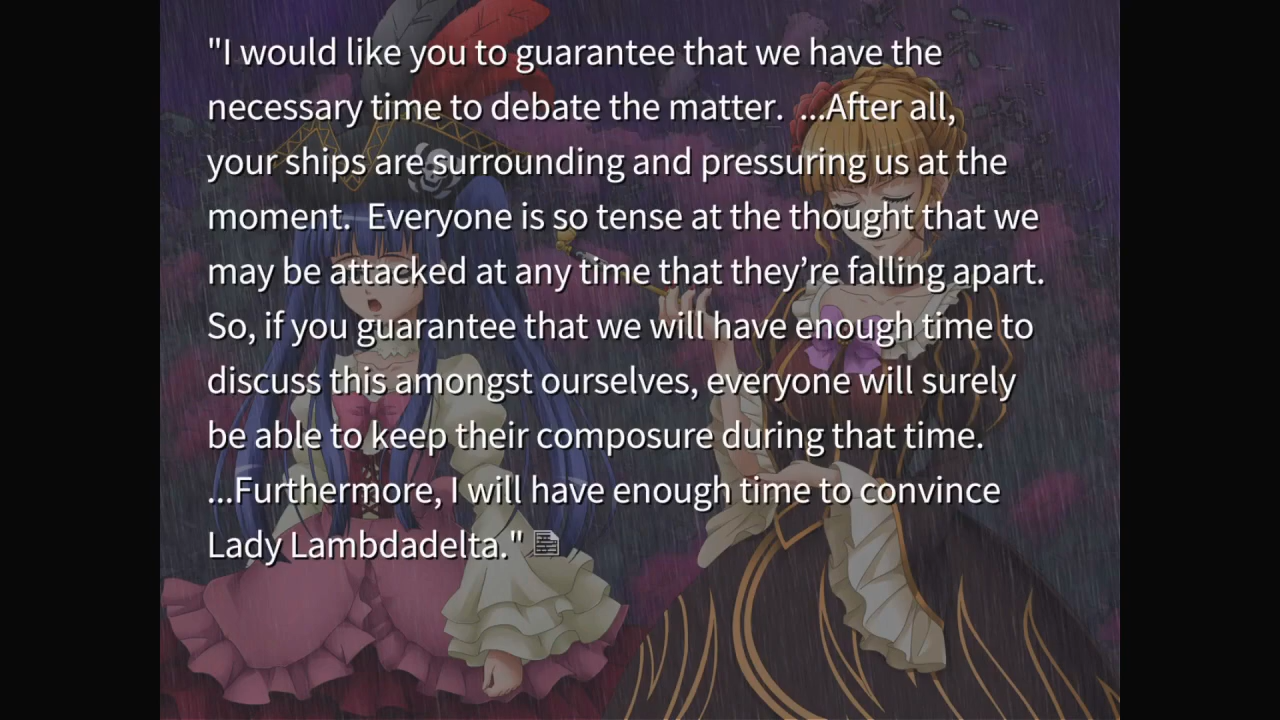 "I would like you to guarantee that we have the
necessary time to debate the matter.  ...After all,
your ships are surrounding and pressuring us at the
moment.  Everyone is so tense at the thought that we
may be attacked at any time that they’re falling apart.
So, if you guarantee that we will have enough time to
discuss this amongst ourselves, everyone will surely
be able to keep their composure during that time.
...Furthermore, I will have enough time to convince
Lady Lambdadelta."